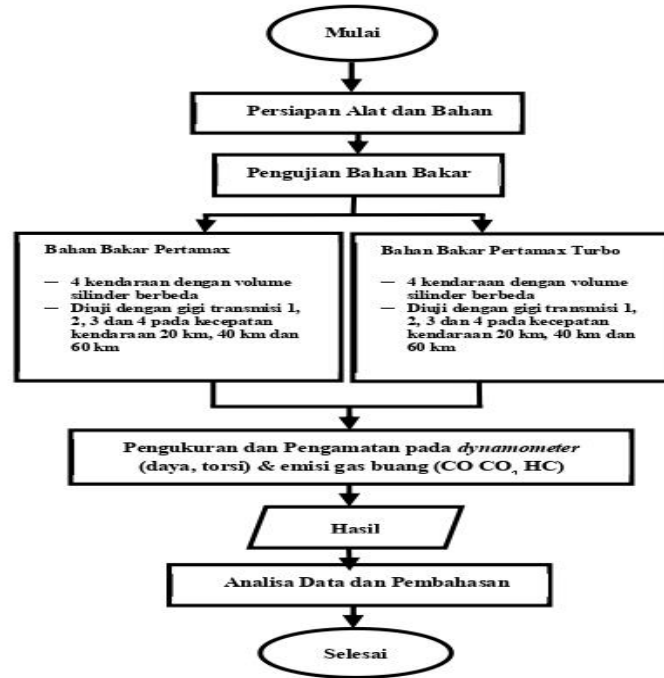 Mulai
Persiapan Alat dan Bahan
Pengujian Bahan Bakar
Bahan Bakar Pertamax
— 4 kendaraan dengan volume
silinder berbeda
— Diuji dengan gigi transmisi 1,
2, 3 dan 4 pada kecepatan
kendaraan 20 km, 40 km dan
60 km
Bahan Bakar Pertamax Turbo
— 4 kendaraan dengan volume
silinder berbeda
— Diuji dengan gigi transmisi 1,
2, 3 dan 4 pada kecepatan
kendaraan 20 km, 40 km dan
60 km
Pengukuran dan Pengamatan pada dynamometer
(daya, torsi) & emisi gas buang (CO CO, HC)
Hasil
Analisa Data dan Pembahasan
Selesai